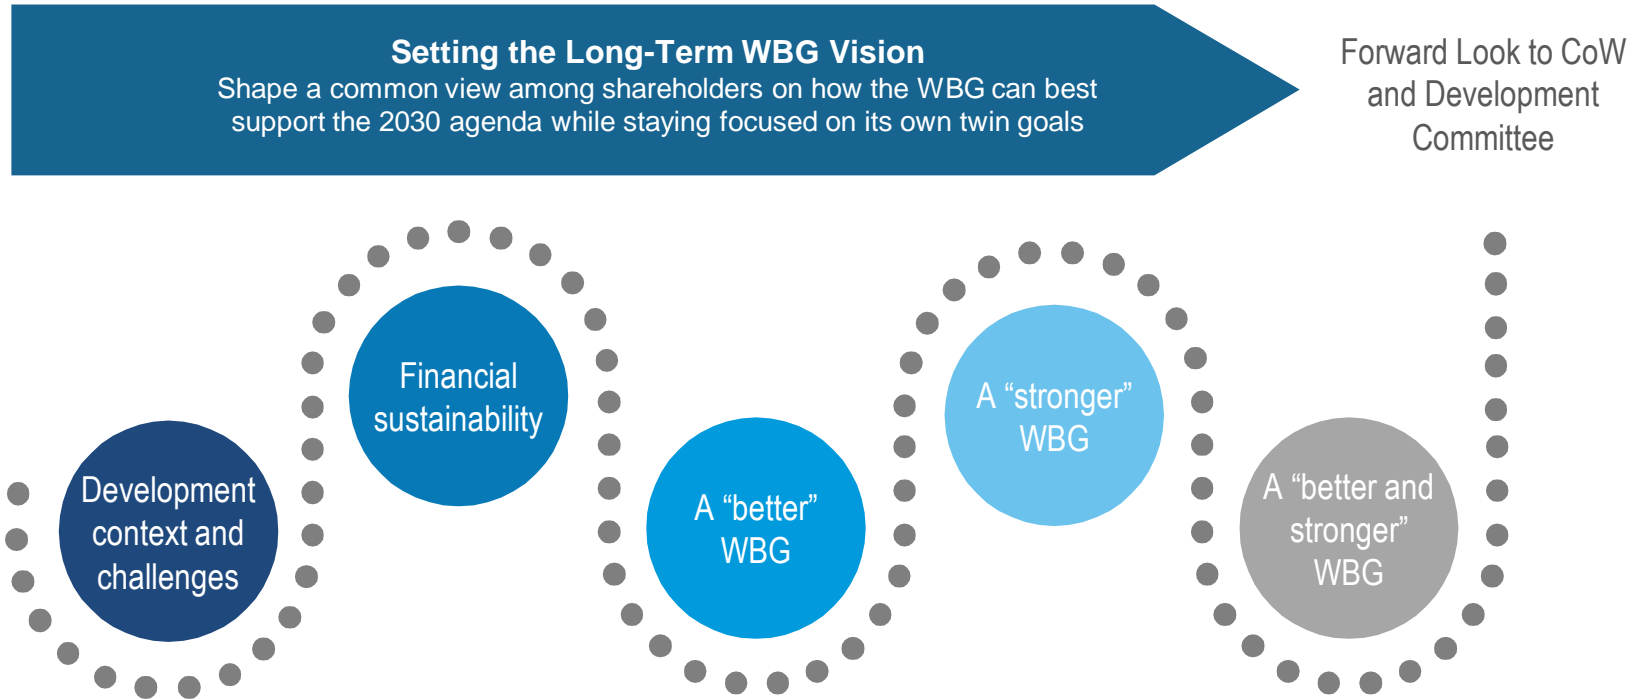 Setting the Long-Term WBG Vision
Shape a common view among shareholders on how the WBG can best
support the 2030 agenda while staying focused on its own twin goals
Forward Look to CoW
and Development
Committee
Development
context and
challenges
Financial
sustainability
A “better”
WBG
A “stronger”
WBG
A “better and
stronger”
WBG